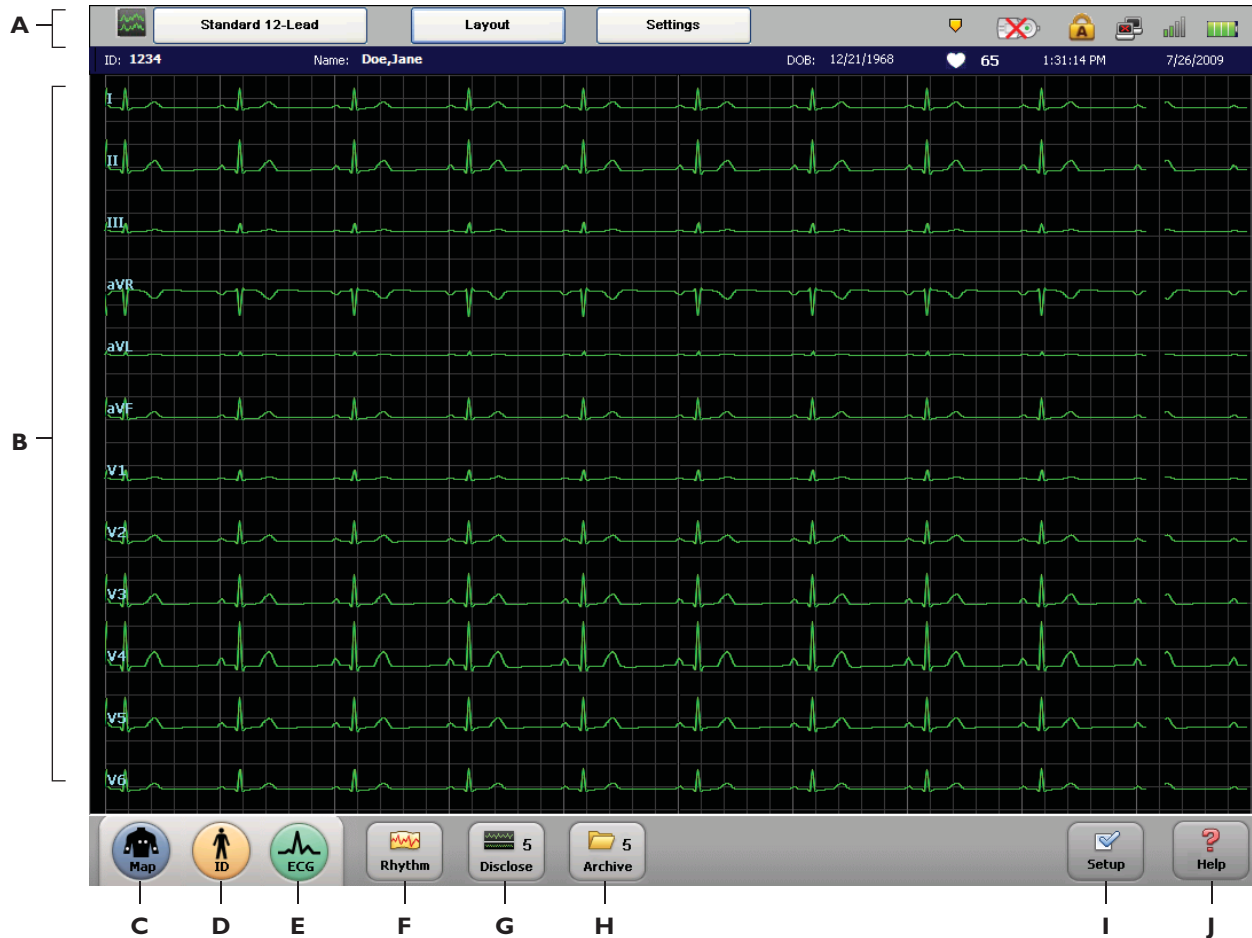 A
Standard 12-Lead Layout Settings
A
ID: 1234 Name: Doe,Jane DOB: 12/21/1968 65 1:31:14 PM 7/26/2009
I
II
III
aVR
aVL
aVF
B
V1
V2
V3
V4
V5
V6
Map ID ECG Rhythm 5 Disclose 5 Archive Setup Help
C D E F G H I J